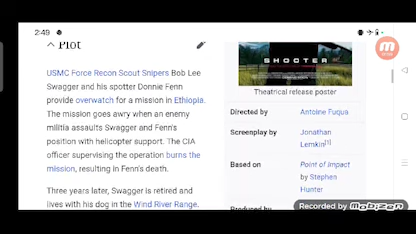 2:49
Plot
USMC Force Recon Scout Snipers Bob Lee
Swagger and his spotter Donnie Fenn
provide overwatch for a mission in Ethiopia.
The mission goes awry when an enemy
militia assaults Swagger and Fenn's
position with helicopter support. The CIA
officer supervising the operation burns the
mission, resulting in Fenn's death.
Three years later, Swagger is retired and
lives with his dog in the Wind River Range.
SHOOTER
Theatrical release poster
Directed by Antoine Fuqua
Screenplay by Jonathan
Lemkin[1]
Based on Point of Impact
by Stephen
Hunter
Produced by
Recorded by Mobizen